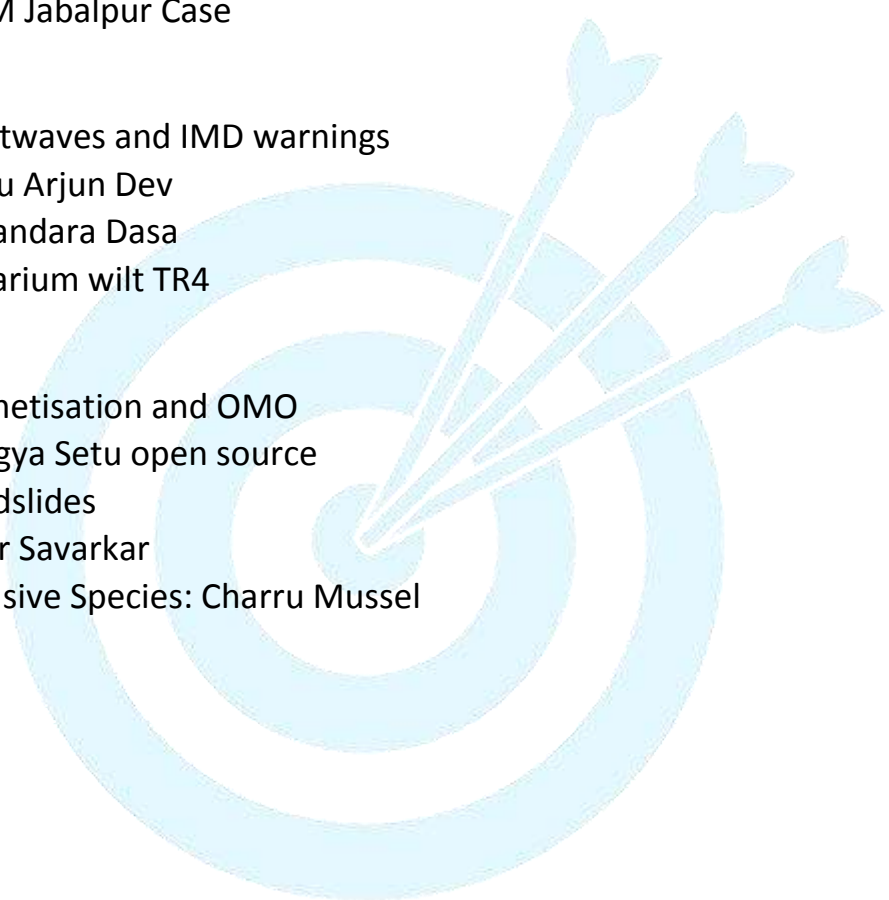 M Jabalpur Case
twaves and IMD warnings
u Arjun Dev
andara Dasa
arium wilt TR4
netisation and OMO
gya Setu open source
dslides
r Savarkar
sive Species: Charru Mussel